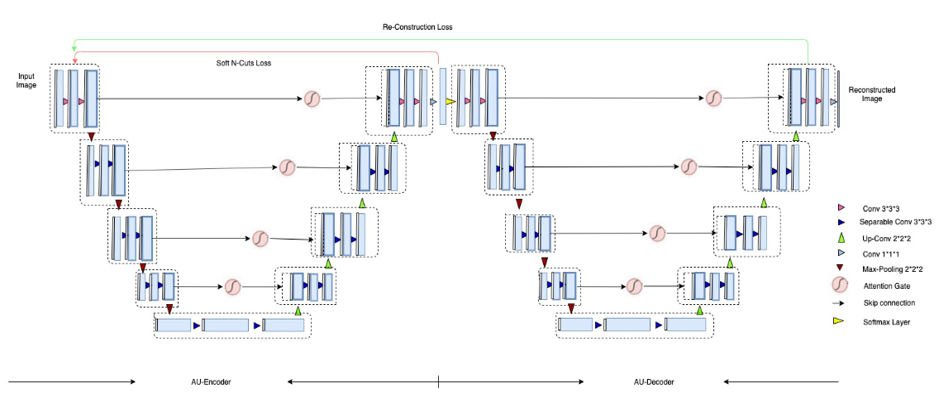 Re-Construction Loss
Soft N-Cuts Loss
Input
Image
Reconstructed
Image
Conv 3*3*3
Separable Conv 3*3*3
Up-Conv 2*2*2
Conv 1*1*1
Max-Pooling 2*2*2
Attention Gate
Skip connection
Softmax Layer
AU-Encoder
AU-Decoder